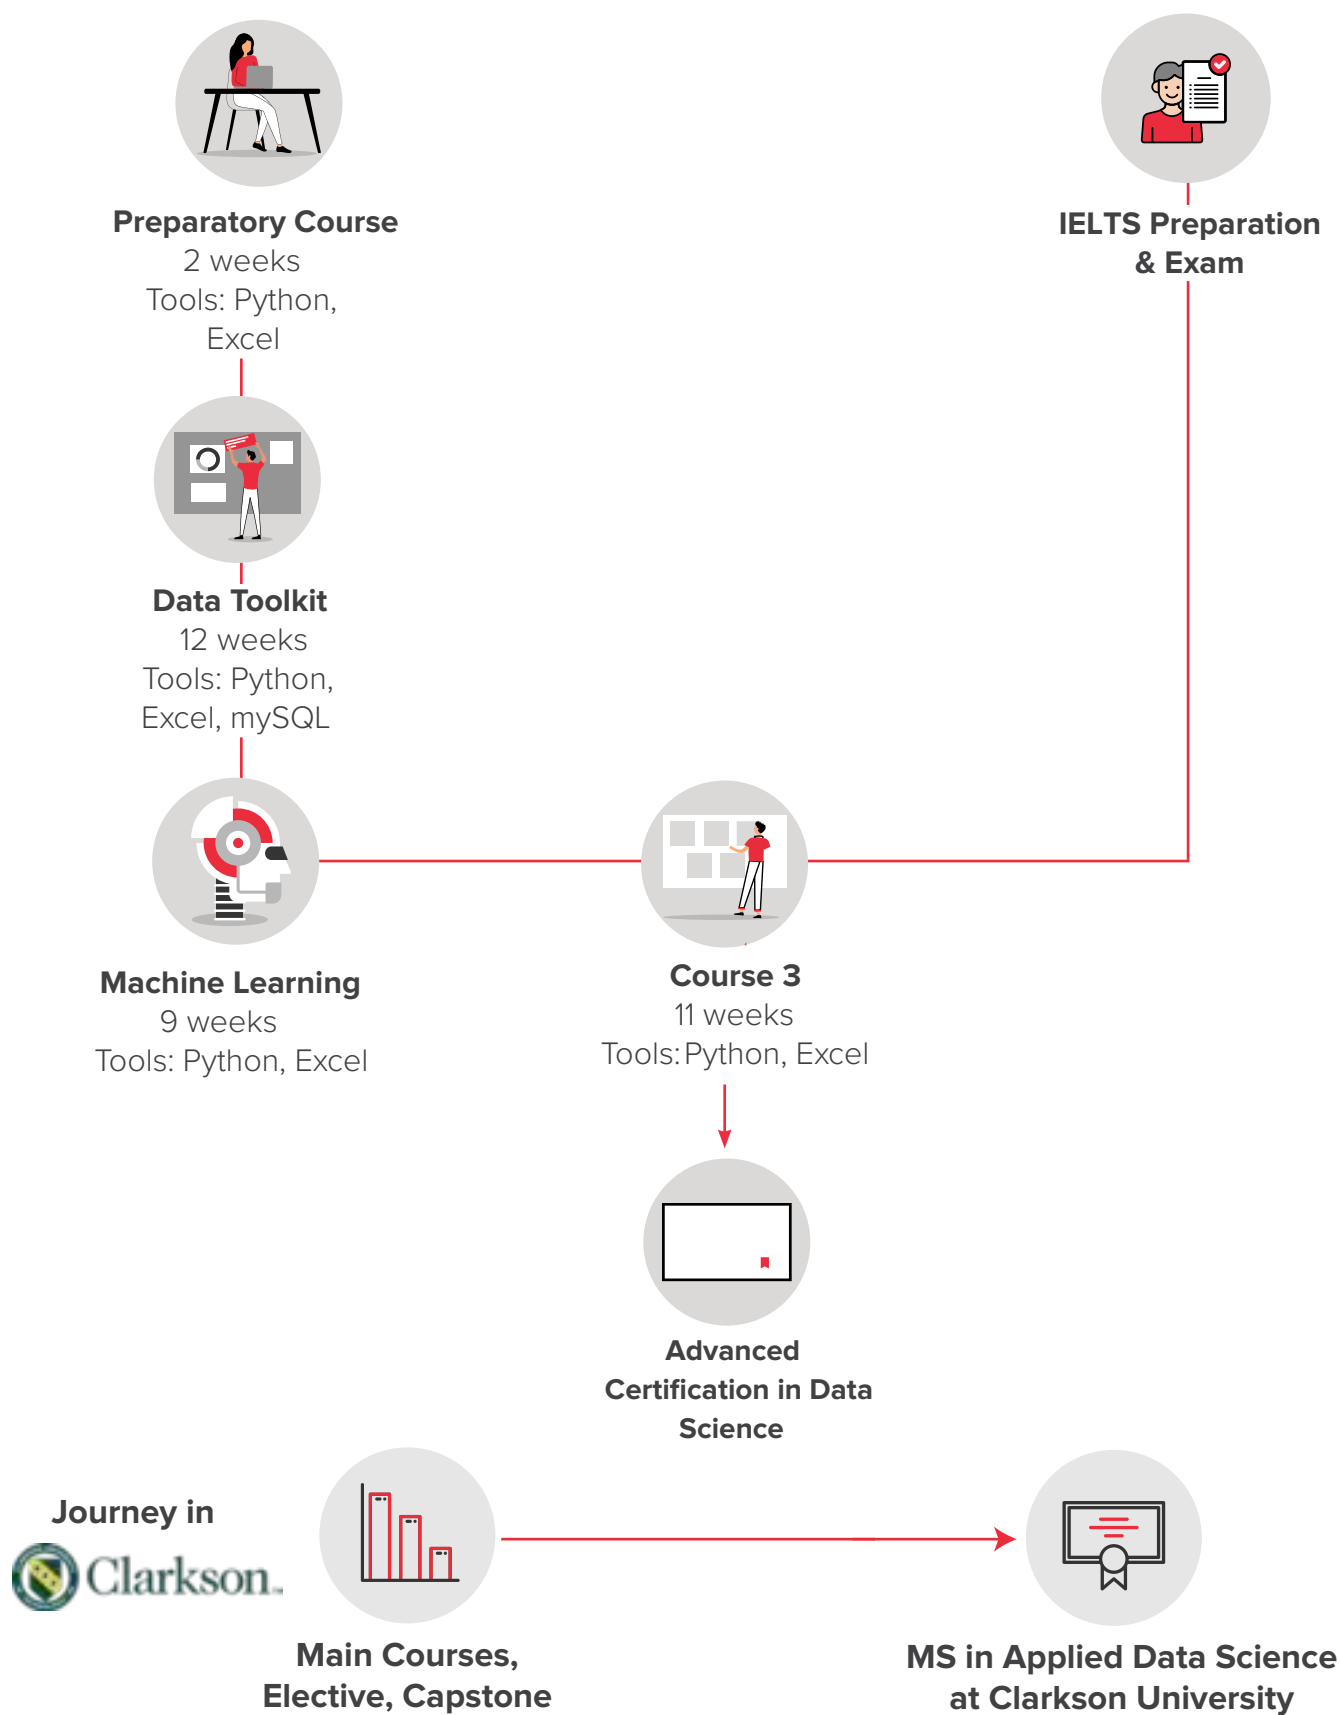 Preparatory Course
2 weeks
Tools: Python,
Excel
IELTS Preparation
& Exam
Data Toolkit
12 weeks
Tools: Python,
Excel, mySQL
Machine Learning
9 weeks
Tools: Python, Excel
Course 3
11 weeks
Tools: Python, Excel
Advanced
Certification in Data
Science
Journey in
Clarkson
Main Courses,
Elective, Capstone
MS in Applied Data Science
at Clarkson University